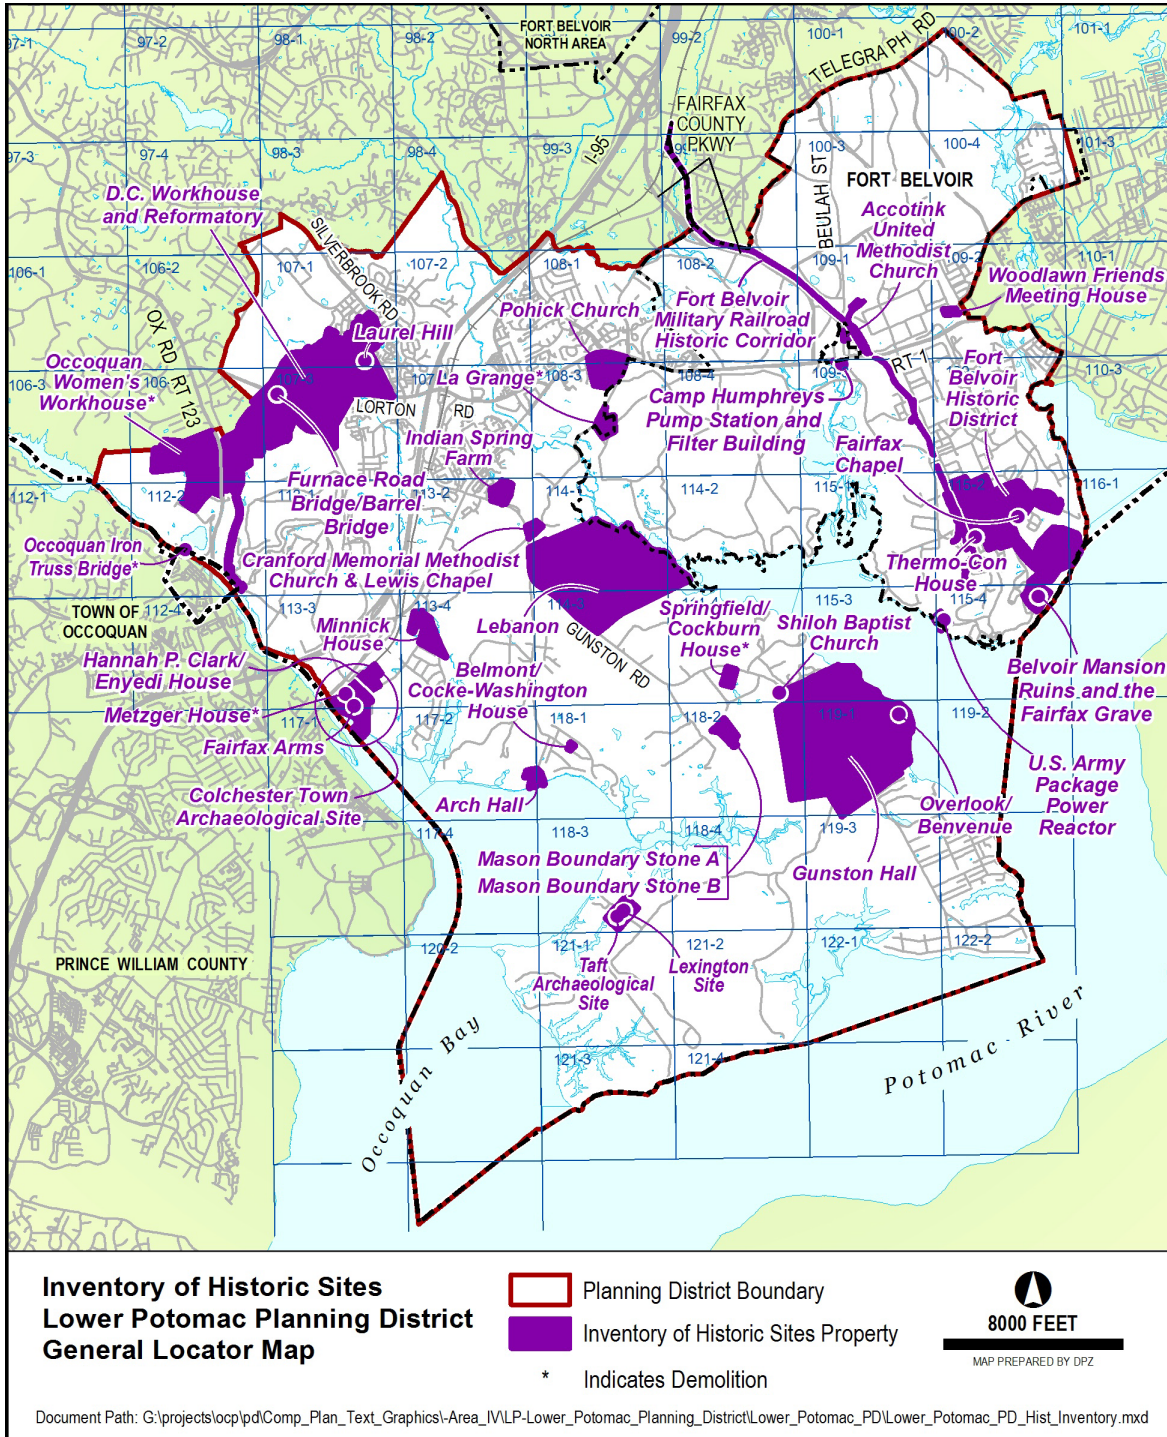 FORT BELVOIR
NORTH AREA
97-1
97-2
98-1
98-2
99-2
100-1
100-2
101-1
TELEGRAPH RD
I-95
FAIRFAX
COUNTY
PKWY
97-3
97-4
98-3
98-4
99-3
100-3
100-4
101-3
BEULAH ST
FORT BELVOIR
D.C. Workhouse
and Reformatory
SILVERBROOK RD
Accotink
United
Methodist
Church
106-1
106-2
107-1
107-2
108-1
108-2
109-1
109-2
110-1
Woodlawn Friends
Meeting House
OX RD RT 123
Laurel Hill
Pohick Church
Fort Belvoir
Military Railroad
Historic Corridor
RT-1
Occoquan
Women's
Workhouse*
106-3
107-3
La Grange*
108-3
108-4
110-3
Fort
Belvoir
Historic
District
LORTON RD
Camp Humphreys
Pump Station and
Filter Building
Indian Spring
Farm
Fairfax
Chapel
112-1
112-2
Furnace Road
Bridge/Barrel
Bridge
113-2
114-1
114-2
115-1
116-1
Occoquan Iron
Truss Bridge*
Cranford Memorial Methodist
Church & Lewis Chapel
Thermo-Con
House
TOWN OF
OCCOQUAN
112-4
113-3
113-4
114-3
115-3
115-4
Minnick
House
Lebanon
GUNSTON RD
Springfield/
Cockburn
House*
Shiloh Baptist
Church
Hannah P. Clark/
Enyedi House
Belmont/
Cocke-Washington
House
Belvoir Mansion
Ruins and the
Fairfax Grave
Metzger House*
117-1
117-2
118-1
118-2
119-1
119-2
Fairfax Arms
Colchester Town
Archaeological Site
Arch Hall
Overlook/
Benvenue
U.S. Army
Package
Power
Reactor
117-4
118-3
118-4
119-3
Mason Boundary Stone A
Mason Boundary Stone B
Gunston Hall
120-2
121-1
121-2
122-1
122-2
PRINCE WILLIAM COUNTY
Taft
Archaeological
Site
Lexington
Site
121-3
121-4
Occoquan Bay
Potomac River
Inventory of Historic Sites
Lower Potomac Planning District
General Locator Map
Planning District Boundary
Inventory of Historic Sites Property
* Indicates Demolition
8000 FEET
MAP PREPARED BY DPZ
Document Path: G:\projects\ocp\pd\Comp_Plan_Text_Graphics\-Area_IV\LP-Lower_Potomac_Planning_District\Lower_Potomac_PD\Lower_Potomac_PD_Hist_Inventory.mxd